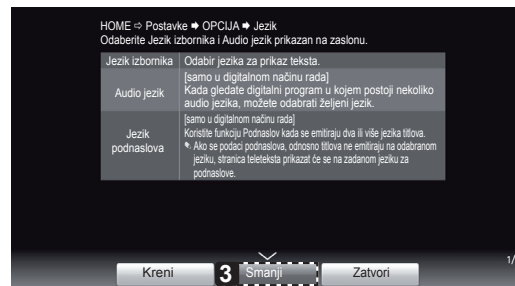 HOME ⇨ Postavke ➡ OPCIJA ➡ Jezik
Odaberite Jezik izbornika i Audio jezik prikazan na zaslonu.
Jezik izbornika Odabir jezika za prikaz teksta.
Audio jezik
[samo u digitalnom načinu rada]
Kada gledate digitalni program u kojem postoji nekoliko
audio jezika, možete odabrati željeni jezik.
Jezik
podnaslova
[samo u digitalnom načinu rada]
Koristite funkciju Podnaslov kada se emitiraju dva ili više jezika titlova.
Ako se podaci podnaslova, odnosno titlova ne emitiraju na odabranom
jeziku, stranica teleteksta prikazat će se na zadanom jeziku za
podnaslove.
1/
Kreni 3 Smanji Zatvori